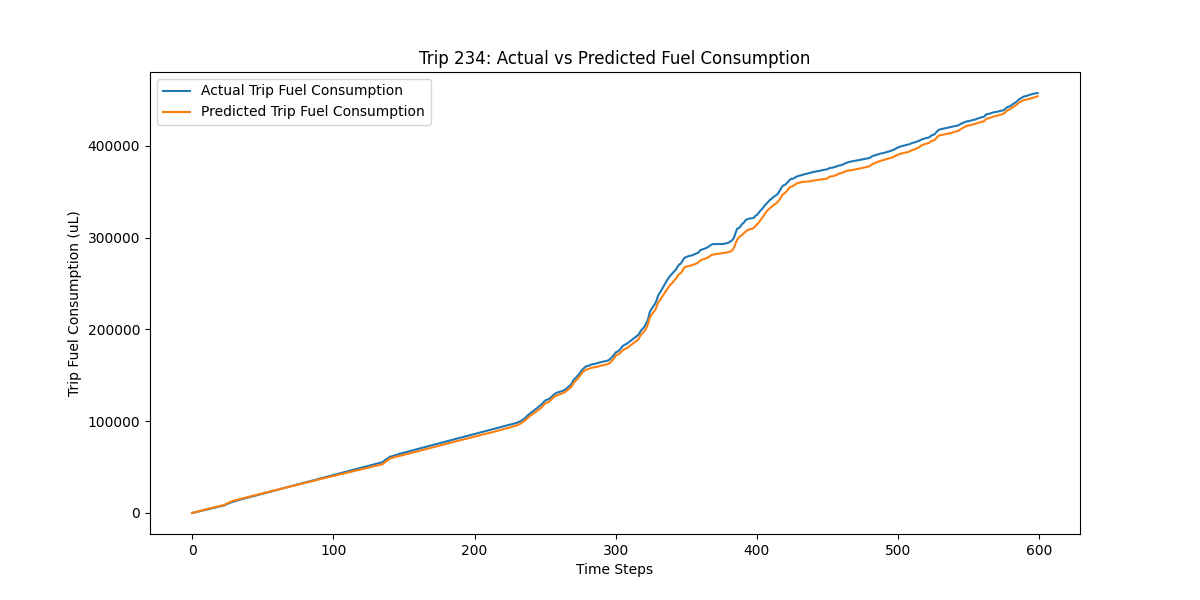 Trip 234: Actual vs Predicted Fuel Consumption
Actual Trip Fuel Consumption
Predicted Trip Fuel Consumption
Trip Fuel Consumption (uL)
400000
300000
200000
100000
0
0 100 200 300 400 500 600
Time Steps